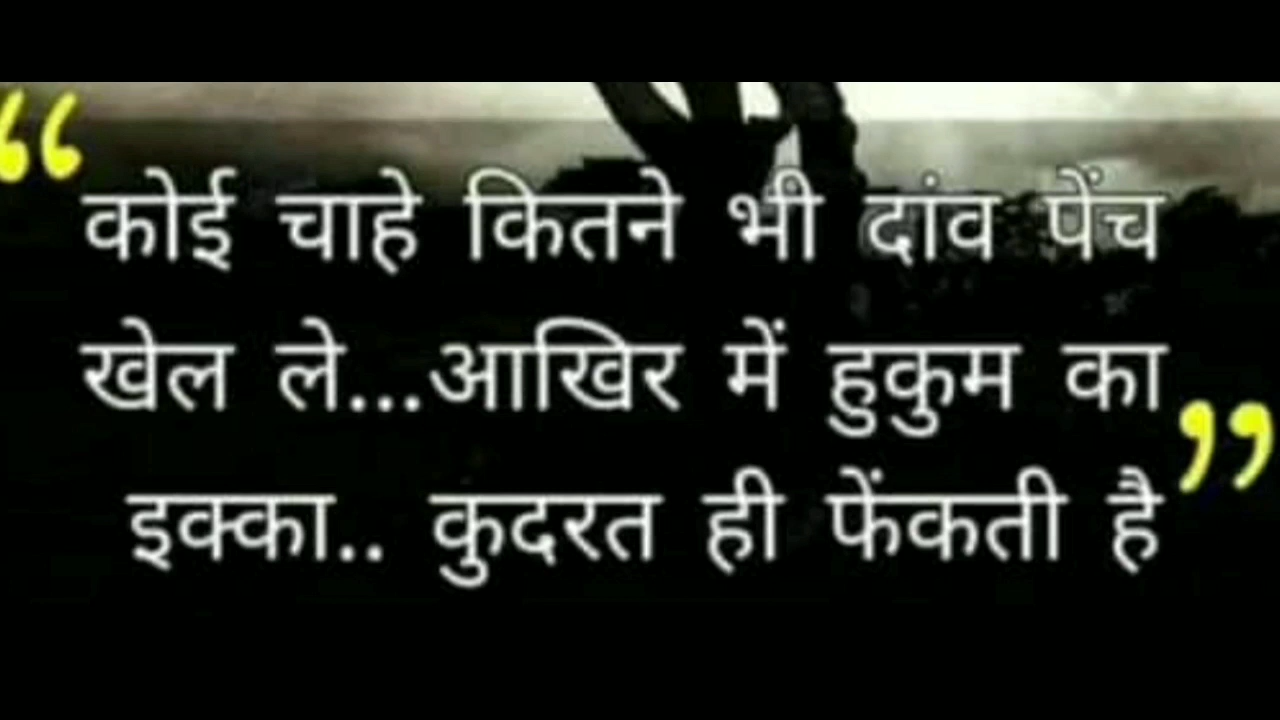 “कोई चाहे कितने भी दांव पेंच
खेल ले...आखिर में हुकुम का
इक्का.. कुदरत ही फेंकती है”